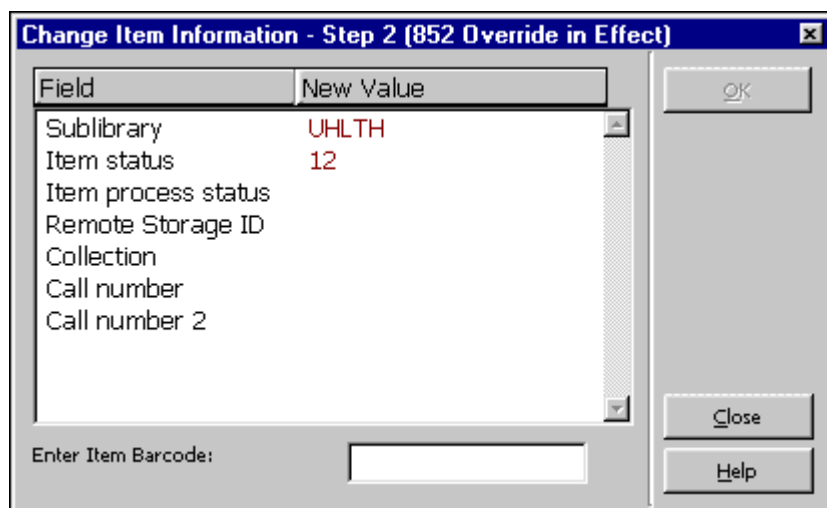 Change Item Information - Step 2 (852 Override in Effect)
Field New Value
OK
Sublibrary UHLTH
Item status 12
Item process status
Remote Storage ID
Collection
Call number
Call number 2
Close
Enter Item Barcode:
Help